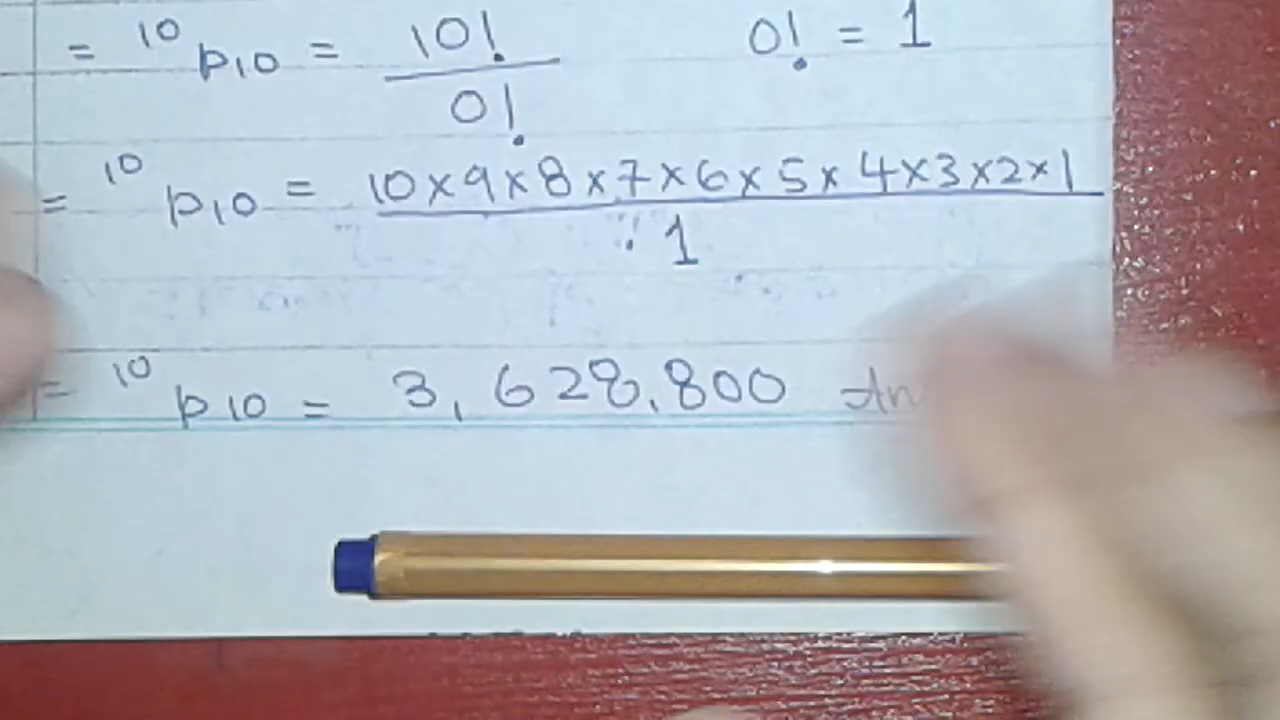 = ¹⁰P₁₀ = 10! / 0!    0! = 1
= ¹⁰P₁₀ = 10×9×8×7×6×5×4×3×2×1 / 1
= ¹⁰P₁₀ = 3,628,800